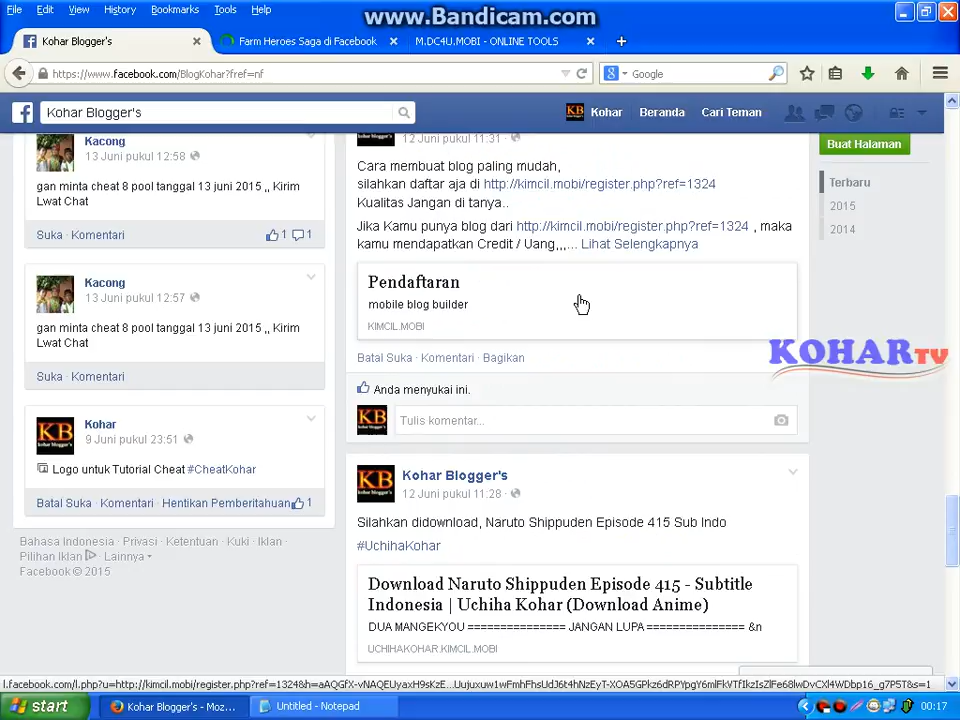 File Edit View History Bookmarks Tools Help
www.Bandicam.com
Kohar Blogger's
Farm Heroes Saga di Facebook
M.DC4U.MOBI - ONLINE TOOLS
https://www.facebook.com/BlogKohar?fref=nf
Google
Kohar Blogger's
Kohar Beranda Cari Teman
Kacong
13 Juni pukul 12:58
gan minta cheat 8 pool tanggal 13 juni 2015 ,, Kirim
Lwat Chat
Suka · Komentari 1 1
Kacong
13 Juni pukul 12:57
gan minta cheat 8 pool tanggal 13 juni 2015 ,, Kirim
Lwat Chat
Suka · Komentari
KB
Kohar
9 Juni pukul 23:51
Logo untuk Tutorial Cheat #CheatKohar
Batal Suka · Komentari · Hentikan Pemberitahuan 1
Bahasa Indonesia · Privasi · Ketentuan · Kuki · Iklan ·
Pilihan Iklan · Lainnya
Facebook © 2015
12 Juni pukul 11:31 ·
Cara membuat blog paling mudah,
silahkan daftar aja di http://kimcil.mobi/register.php?ref=1324
Kualitas Jangan di tanya..
Jika Kamu punya blog dari http://kimcil.mobi/register.php?ref=1324 , maka
kamu mendapatkan Credit / Uang,,,... Lihat Selengkapnya
Pendaftaran
mobile blog builder
KIMCIL.MOBI
Batal Suka · Komentari · Bagikan
Anda menyukai ini.
KB
Tulis komentar...
KB
Kohar Blogger's
12 Juni pukul 11:28 ·
Silahkan didownload, Naruto Shippuden Episode 415 Sub Indo
#UchihaKohar
Download Naruto Shippuden Episode 415 - Subtitle
Indonesia | Uchiha Kohar (Download Anime)
DUA MANGEKYOU =============== JANGAN LUPA =============== &n
UCHIHAKOHAR.KIMCIL.MOBI
Buat Halaman
Terbaru
2015
2014
KOHAR TV
start
Kohar Blogger's - Moz...
Untitled - Notepad
00:17